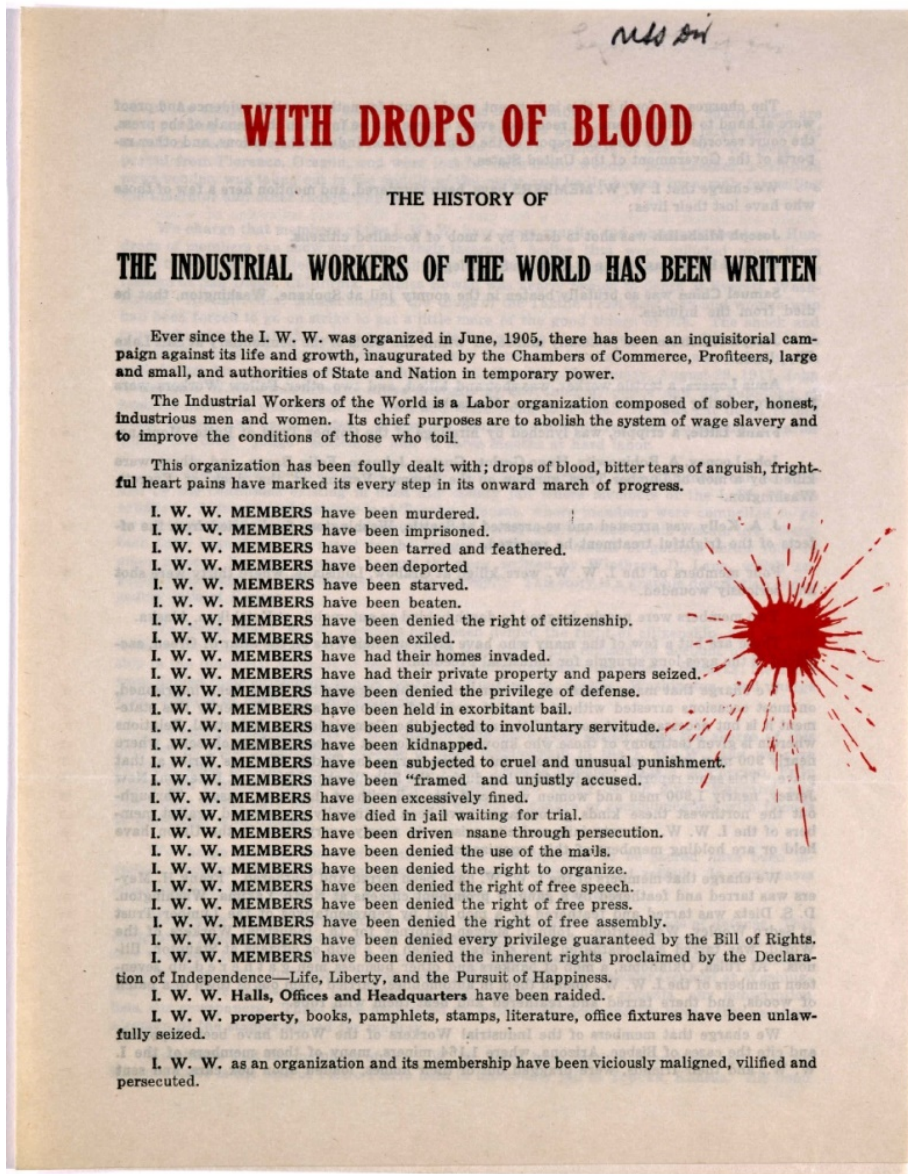 WITH DROPS OF BLOOD
THE HISTORY OF
THE INDUSTRIAL WORKERS OF THE WORLD HAS BEEN WRITTEN
Ever since the I. W. W. was organized in June, 1905, there has been an inquisitorial cam-
paign against its life and growth, inaugurated by the Chambers of Commerce, Profiteers, large
and small, and authorities of State and Nation in temporary power.
The Industrial Workers of the World is a Labor organization composed of sober, honest,
industrious men and women. Its chief purposes are to abolish the system of wage slavery and
to improve the conditions of those who toil.
This organization has been foully dealt with; drops of blood, bitter tears of anguish, fright-
ful heart pains have marked its every step in its onward march of progress.
I. W. W. MEMBERS have been murdered.
I. W. W. MEMBERS have been imprisoned.
I. W. W. MEMBERS have been tarred and feathered.
I. W. W. MEMBERS have been deported
I. W. W. MEMBERS have been starved.
I. W. W. MEMBERS have been beaten.
I. W. W. MEMBERS have been denied the right of citizenship.
I. W. W. MEMBERS have been exiled.
I. W. W. MEMBERS have had their homes invaded.
I. W. W. MEMBERS have had their private property and papers seized.
I. W. W. MEMBERS have been denied the privilege of defense.
I. W. W. MEMBERS have been held in exorbitant bail.
I. W. W. MEMBERS have been subjected to involuntary servitude.
I. W. W. MEMBERS have been kidnapped.
I. W. W. MEMBERS have been subjected to cruel and unusual punishment.
I. W. W. MEMBERS have been "framed and unjustly accused.
I. W. W. MEMBERS have been excessively fined.
I. W. W. MEMBERS have died in jail waiting for trial.
I. W. W. MEMBERS have been driven nsane through persecution.
I. W. W. MEMBERS have been denied the use of the mails.
I. W. W. MEMBERS have been denied the right to organize.
I. W. W. MEMBERS have been denied the right of free speech.
I. W. W. MEMBERS have been denied the right of free press.
I. W. W. MEMBERS have been denied the right of free assembly.
I. W. W. MEMBERS have been denied every privilege guaranteed by the Bill of Rights.
I. W. W. MEMBERS have been denied the inherent rights proclaimed by the Declara-
tion of Independence—Life, Liberty, and the Pursuit of Happiness.
I. W. W. Halls, Offices and Headquarters have been raided.
I. W. W. property, books, pamphlets, stamps, literature, office fixtures have been unlaw-
fully seized.
I. W. W. as an organization and its membership have been viciously maligned, vilified and
persecuted.